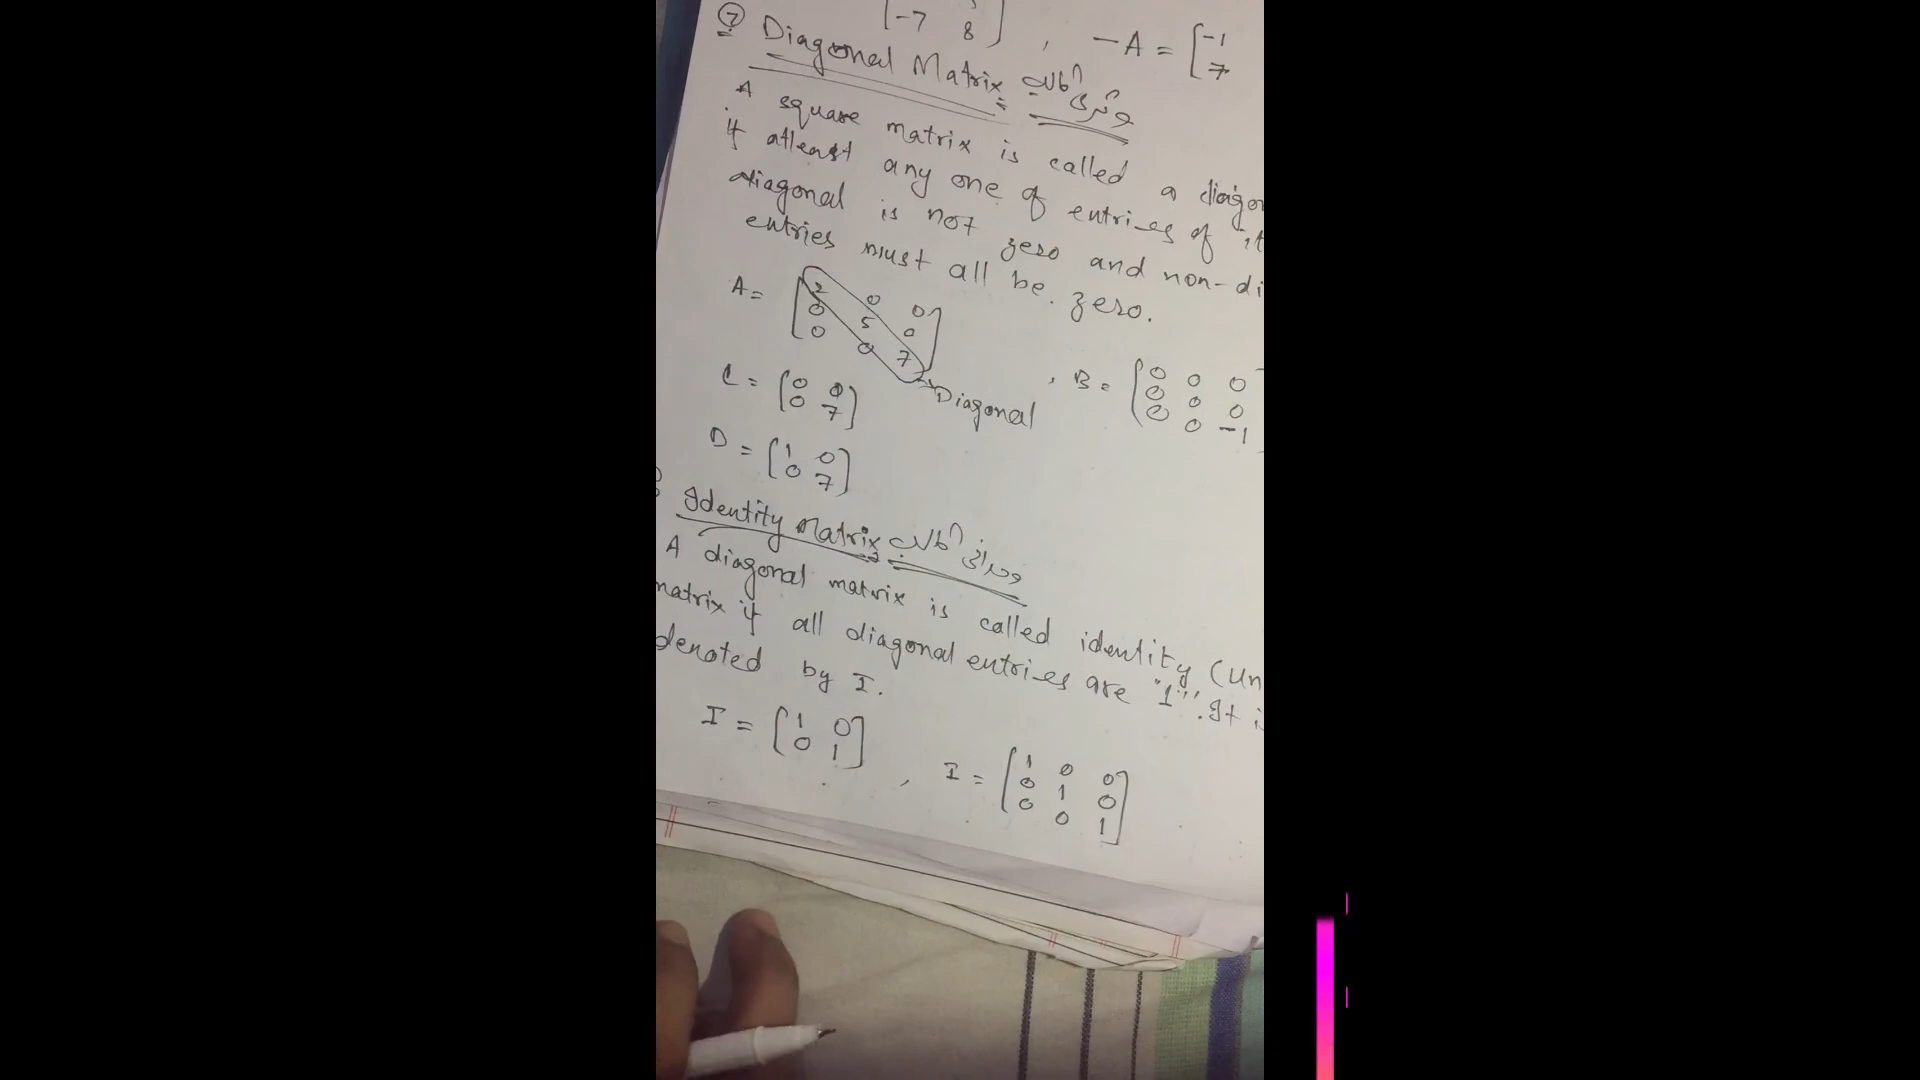 [-7 8] , -A = [-1
7
⑦ Diagonal Matrix وتری قالب
A square matrix is called a diago
if atleast any one of entries of it
diagonal is not zero and non-di
entries must all be zero.
A = [2 0 0
0 5 0
0 0 7] → Diagonal , B = [0 0 0
0 0 0
0 0 -1
C = [0 0
0 7]
D = [1 0
0 7]
Identity Matrix وحدانی قالب
A diagonal matrix is called identity (Un
matrix if all diagonal entries are "1". It i
denoted by I.
I = [1 0
0 1] , I = [1 0 0
0 1 0
0 0 1]